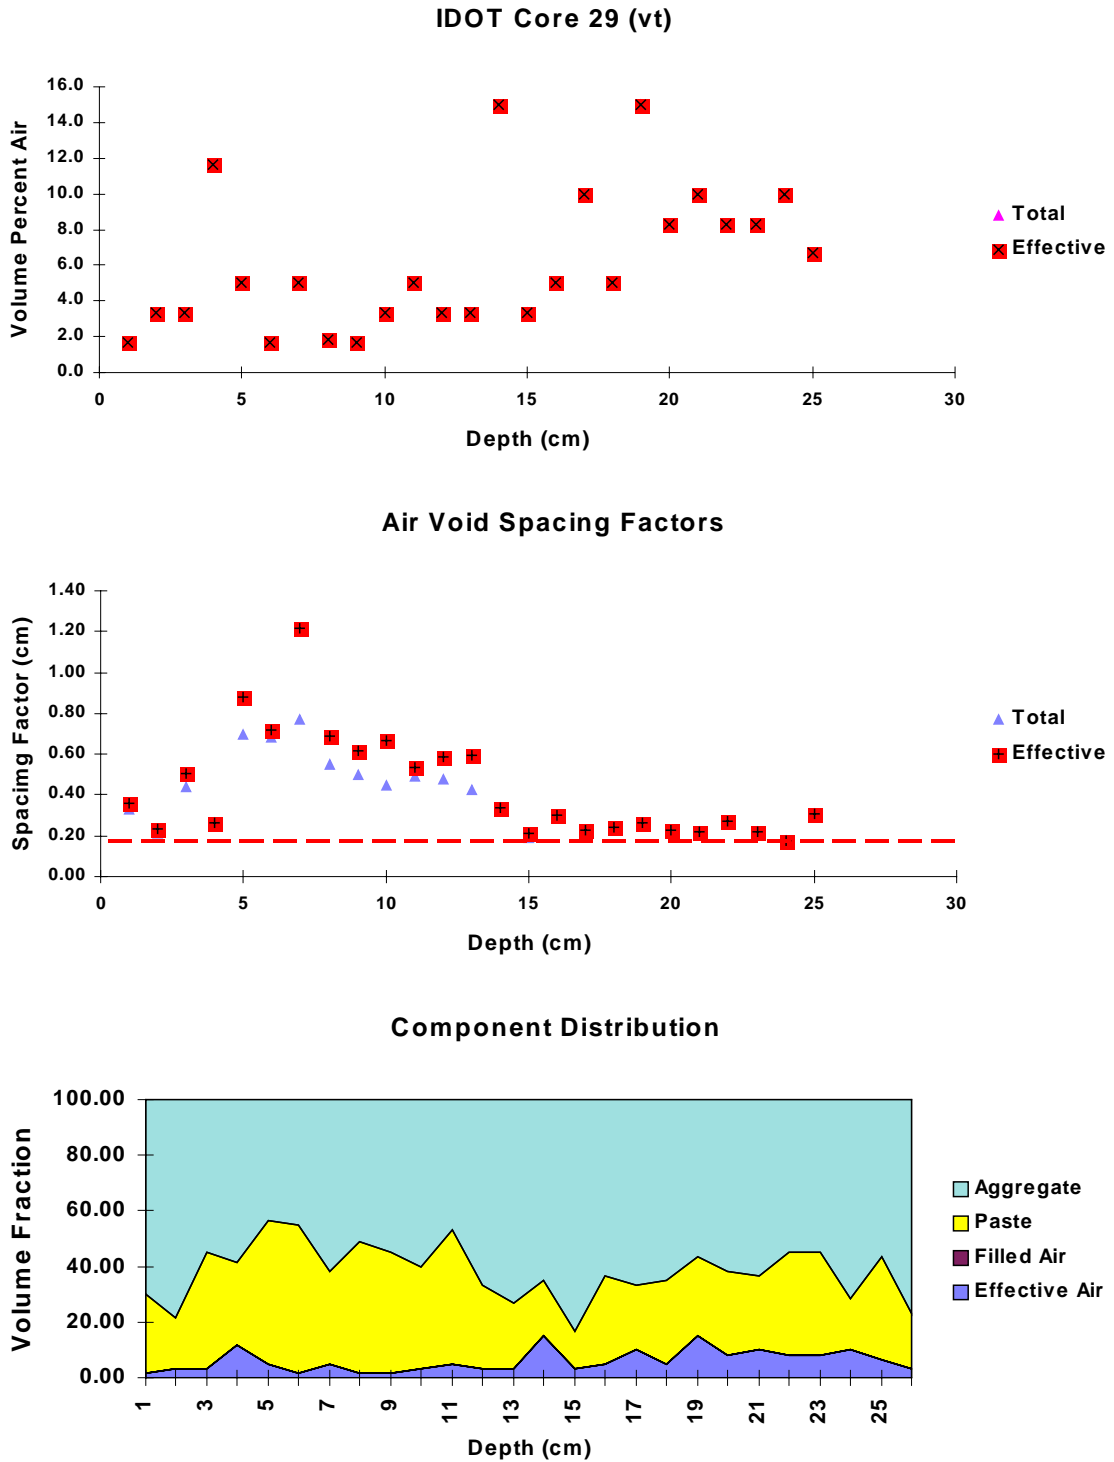 IDOT Core 29 (vt)
Volume Percent Air
16.0
14.0
12.0
10.0
8.0
6.0
4.0
2.0
0.0
0 5 10 15 20 25 30
Depth (cm)
Total
Effective
Air Void Spacing Factors
Spacing Factor (cm)
1.40
1.20
1.00
0.80
0.60
0.40
0.20
0.00
0 5 10 15 20 25 30
Depth (cm)
Total
Effective
Component Distribution
Volume Fraction
100.00
80.00
60.00
40.00
20.00
0.00
1 3 5 7 9 11 13 15 17 19 21 23 25
Depth (cm)
Aggregate
Paste
Filled Air
Effective Air